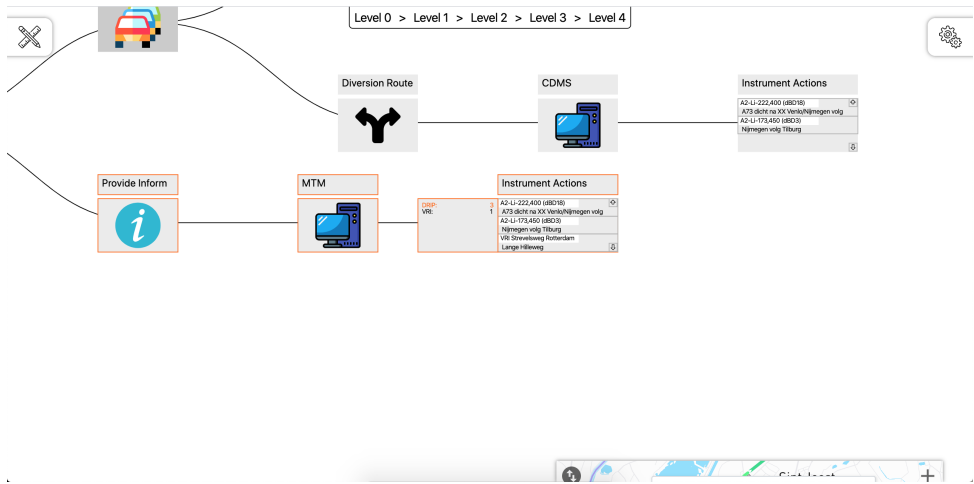 Level 0 > Level 1 > Level 2 > Level 3 > Level 4
Diversion Route
CDMS
Instrument Actions
A2-Li-222,400 (dBD18)
A73 dicht na XX Venlo/Nijmegen volg
A2-Li-173,450 (dBD3)
Nijmegen volg Tilburg
Provide Inform
MTM
Instrument Actions
DRIP: 3
VRI: 1
A2-Li-222,400 (dBD18)
A73 dicht na XX Venlo/Nijmegen volg
A2-Li-173,450 (dBD3)
Nijmegen volg Tilburg
VRI Strevelsweg Rotterdam
Lange Hilleweg